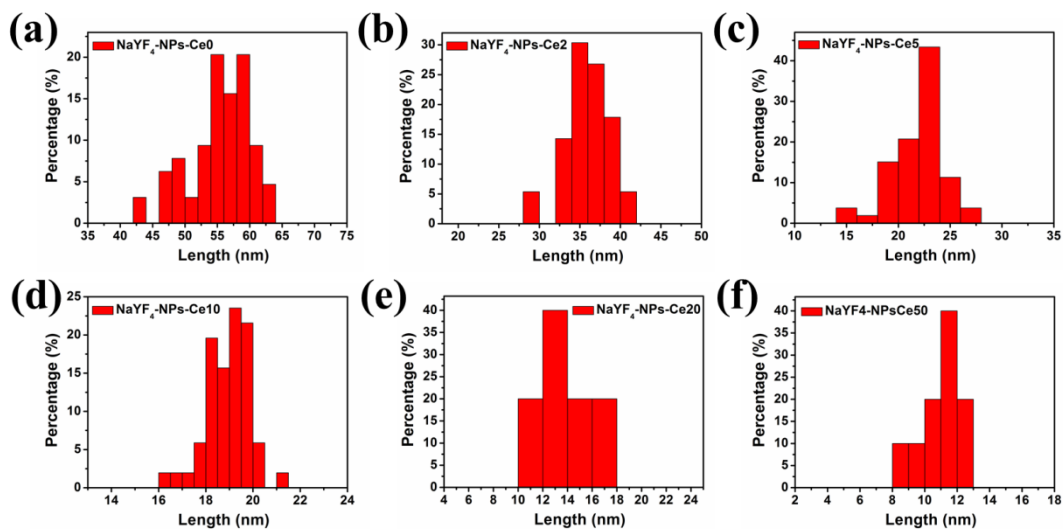 (a)
NaYF₄-NPs-Ce0
Percentage (%)
20
15
10
5
0
35 40 45 50 55 60 65 70 75
Length (nm)
(b)
NaYF₄-NPs-Ce2
Percentage (%)
30
25
20
15
10
5
0
20 30 40 50
Length (nm)
(c)
NaYF₄-NPs-Ce5
Percentage (%)
40
30
20
10
0
10 15 20 25 30 35
Length (nm)
(d)
NaYF₄-NPs-Ce10
Percentage (%)
25
20
15
10
5
0
14 16 18 20 22 24
Length (nm)
(e)
NaYF₄-NPs-Ce20
Percentage (%)
40
35
30
25
20
15
10
5
0
4 6 8 10 12 14 16 18 20 22 24
Length (nm)
(f)
NaYF4-NPsCe50
Percentage (%)
40
35
30
25
20
15
10
5
0
2 4 6 8 10 12 14 16 18
Length (nm)